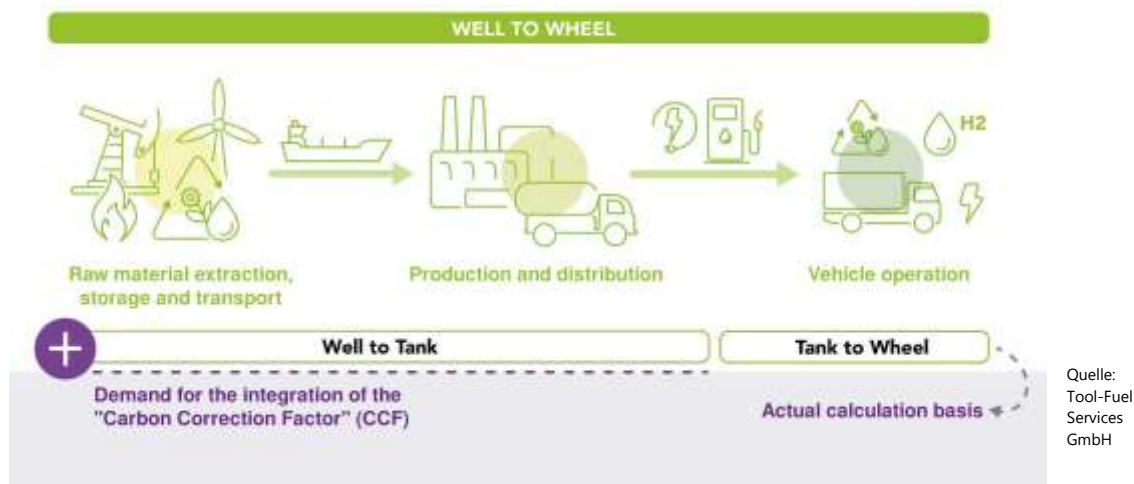 WELL TO WHEEL
H2
Raw material extraction,
storage and transport
Production and distribution
Vehicle operation
Well to Tank
Tank to Wheel
Demand for the integration of the
"Carbon Correction Factor" (CCF)
Actual calculation basis
Quelle:
Tool-Fuel
Services
GmbH